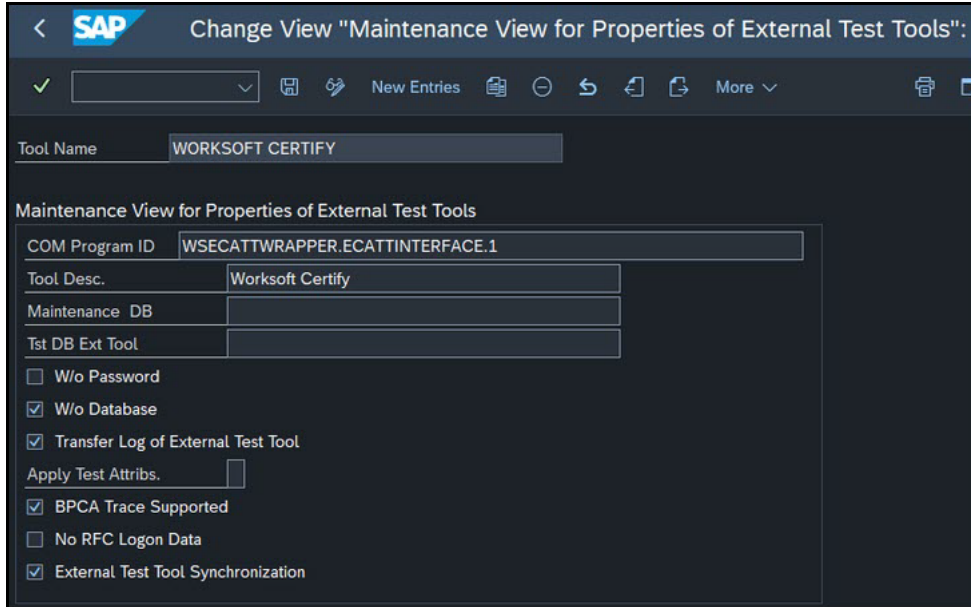 SAP Change View "Maintenance View for Properties of External Test Tools":
New Entries More
Tool Name WORKSOFT CERTIFY
Maintenance View for Properties of External Test Tools
COM Program ID WSECATTWRAPPER.ECATTINTERFACE.1
Tool Desc. Worksoft Certify
Maintenance DB
Tst DB Ext Tool
W/o Password
W/o Database
Transfer Log of External Test Tool
Apply Test Attribs.
BPCA Trace Supported
No RFC Logon Data
External Test Tool Synchronization